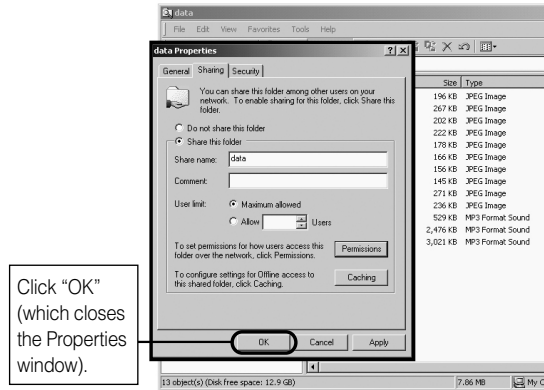 data
File Edit View Favorites Tools Help
data Properties
General Sharing Security
You can share this folder among other users on your
network. To enable sharing for this folder, click Share this
folder.
Do not share this folder
Share this folder
Share name: data
Comment:
User limit: Maximum allowed
Allow Users
To set permissions for how users access this
folder over the network, click Permissions.
Permissions
To configure settings for Offline access to
this shared folder, click Caching.
Caching
OK Cancel Apply
Size Type
196 KB JPEG Image
267 KB JPEG Image
202 KB JPEG Image
222 KB JPEG Image
178 KB JPEG Image
166 KB JPEG Image
156 KB JPEG Image
145 KB JPEG Image
271 KB JPEG Image
236 KB JPEG Image
529 KB MP3 Format Sound
2,476 KB MP3 Format Sound
3,021 KB MP3 Format Sound
Click “OK”
(which closes
the Properties
window).
13 object(s) (Disk free space: 12.9 GB) 7.86 MB My C